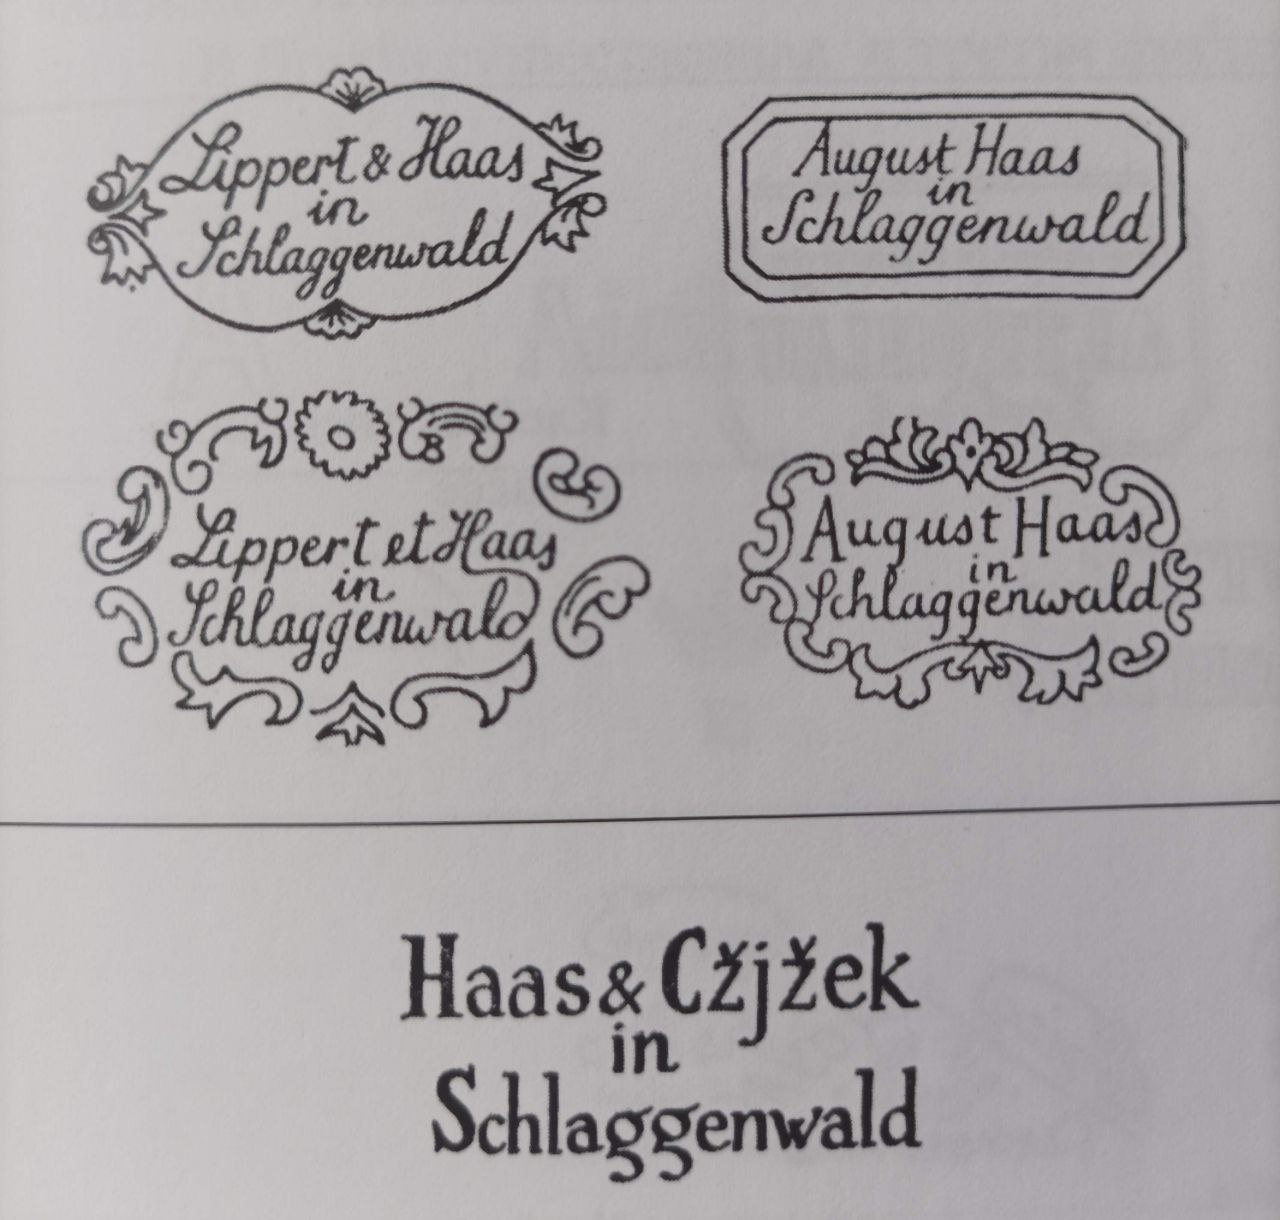 Lippert & Haas
in
Schlaggenwald
August Haas
in
Schlaggenwald
Lippert et Haas
in
Schlaggenwald
August Haas
in
Schlaggenwald
Haas & Cžjžek
in
Schlaggenwald